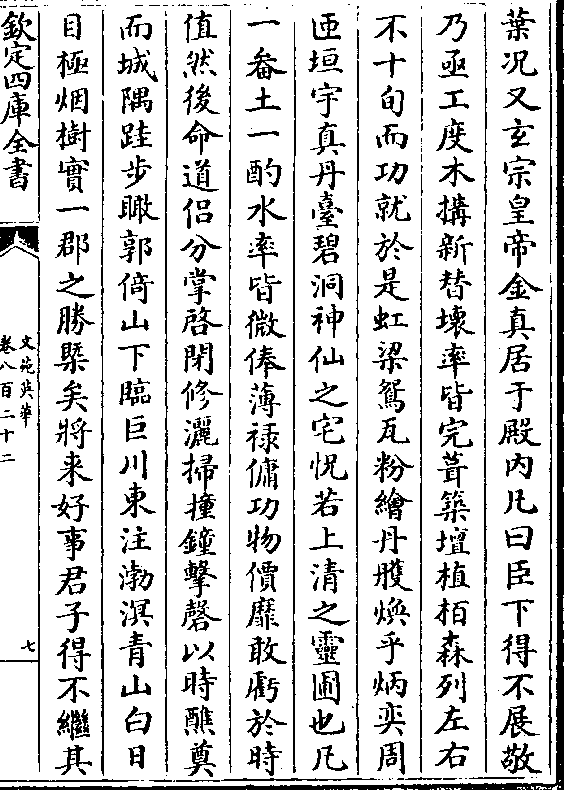 葉况又𤣥宗皇帝金真居于殿内凡曰臣下得不展敬
乃亟工度木搆新替壊率皆完葺築壇植栢森列左右
不十旬而功就於是虹梁鴛瓦粉繪丹雘煥乎炳奕周
迊垣宇真丹臺碧洞神仙之宅怳若上清之靈圃也凡
一畚土一酌水率皆微俸薄禄傭功物價靡敢虧於時
值然後命道侣分掌啓閉修灑掃撞鐘擊磬以時醮奠
而城隅跬步瞰郭倚山下臨巨川東注渤溟青山白日
目極烟樹實一郡之勝槩矣將来好事君子得不繼其
欽定四庫全書
文苑英華
卷八百二十二
七